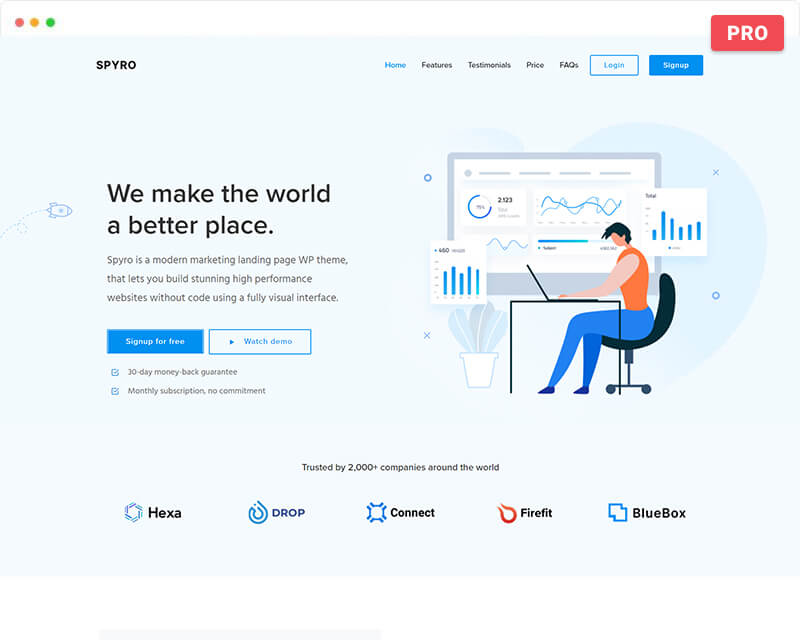 PRO
SPYRO
Home Features Testimonials Price FAQs Login Signup
We make the world
a better place.
Spyro is a modern marketing landing page WP theme,
that lets you build stunning high performance
websites without code using a fully visual interface.
Signup for free
Watch demo
30-day money-back guarantee
Monthly subscription, no commitment
75%
2.123
Total
Total
+ 460
Trusted by 2,000+ companies around the world
Hexa
DROP
Connect
Firefit
BlueBox